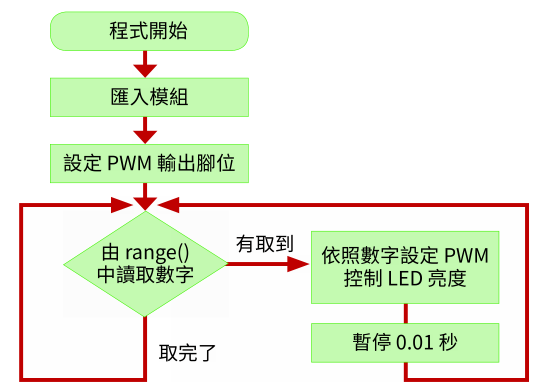 程式開始
匯入模組
設定 PWM 輸出腳位
由 range()
中讀取數字
有取到
依照數字設定 PWM
控制 LED 亮度
暫停 0.01 秒
取完了